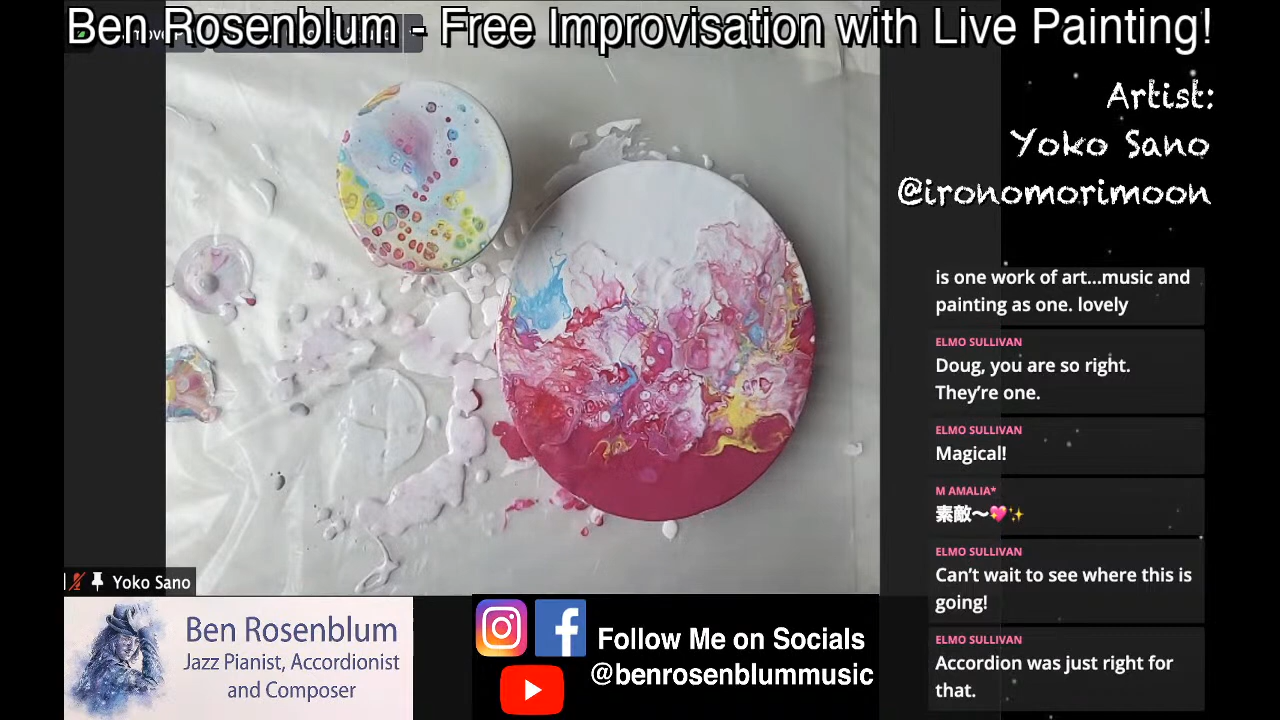 Ben Rosenblum - Free Improvisation with Live Painting!
Artist:
Yoko Sano
@ironomorimoon
is one work of art...music and
painting as one. lovely
ELMO SULLIVAN
Doug, you are so right.
They’re one.
ELMO SULLIVAN
Magical!
M AMALIA*
素敵〜💖✨
ELMO SULLIVAN
Can’t wait to see where this is
going!
ELMO SULLIVAN
Accordion was just right for
that.
Yoko Sano
Ben Rosenblum
Jazz Pianist, Accordionist
and Composer
Follow Me on Socials
@benrosenblummusic